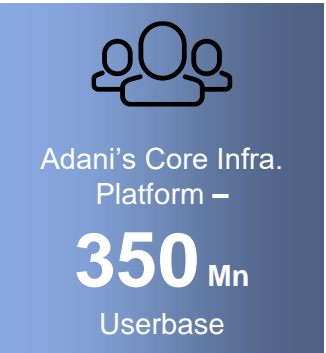 Adani's Core Infra.
Platform –
350 Mn
Userbase